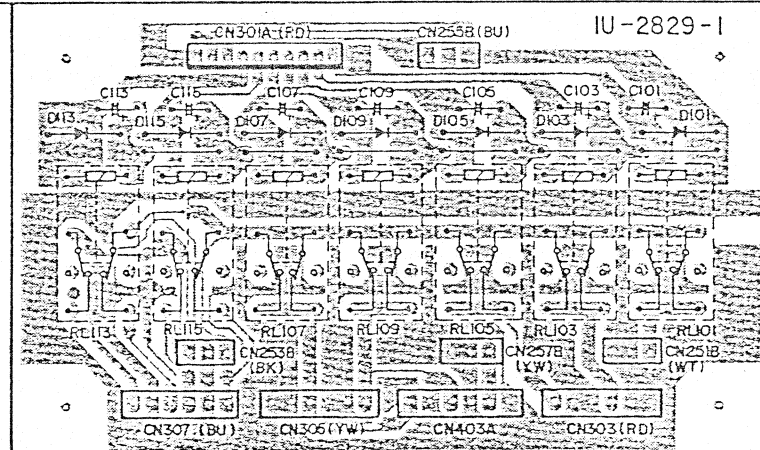 CN301A(RD) CN255B(BU) 1U-2829-1
C113 C115 C107 C109 C105 C103 C101
D113 D115 D107 D109 D105 D103 D101
RL113 RL115 RL107 RL109 RL105 RL103 RL101
CN253B (BK) CN257B (YW) CN251B (WT)
CN307 (BU) CN305(YW) CN403A CN303(RD)